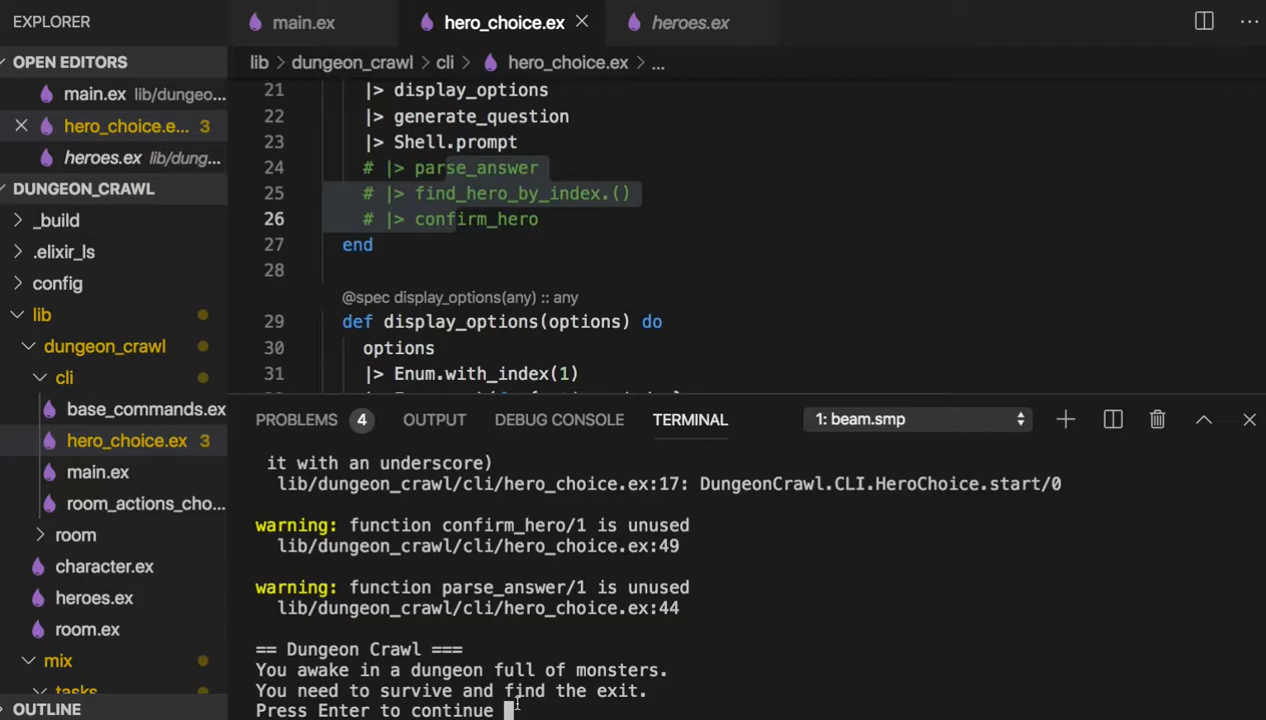 EXPLORER
OPEN EDITORS
main.ex lib/dungeo...
hero_choice.e... 3
heroes.ex lib/dung...
DUNGEON_CRAWL
_build
.elixir_ls
config
lib
dungeon_crawl
cli
base_commands.ex
hero_choice.ex 3
main.ex
room_actions_cho...
room
character.ex
heroes.ex
room.ex
mix
tasks
OUTLINE
main.ex hero_choice.ex heroes.ex
lib > dungeon_crawl > cli > hero_choice.ex > ...
21 |> display_options
22 |> generate_question
23 |> Shell.prompt
24 # |> parse_answer
25 # |> find_hero_by_index.()
26 # |> confirm_hero
27 end
28
@spec display_options(any) :: any
29 def display_options(options) do
30 options
31 |> Enum.with_index(1)
PROBLEMS 4 OUTPUT DEBUG CONSOLE TERMINAL 1: beam.smp
it with an underscore)
lib/dungeon_crawl/cli/hero_choice.ex:17: DungeonCrawl.CLI.HeroChoice.start/0
warning: function confirm_hero/1 is unused
lib/dungeon_crawl/cli/hero_choice.ex:49
warning: function parse_answer/1 is unused
lib/dungeon_crawl/cli/hero_choice.ex:44
== Dungeon Crawl ===
You awake in a dungeon full of monsters.
You need to survive and find the exit.
Press Enter to continue